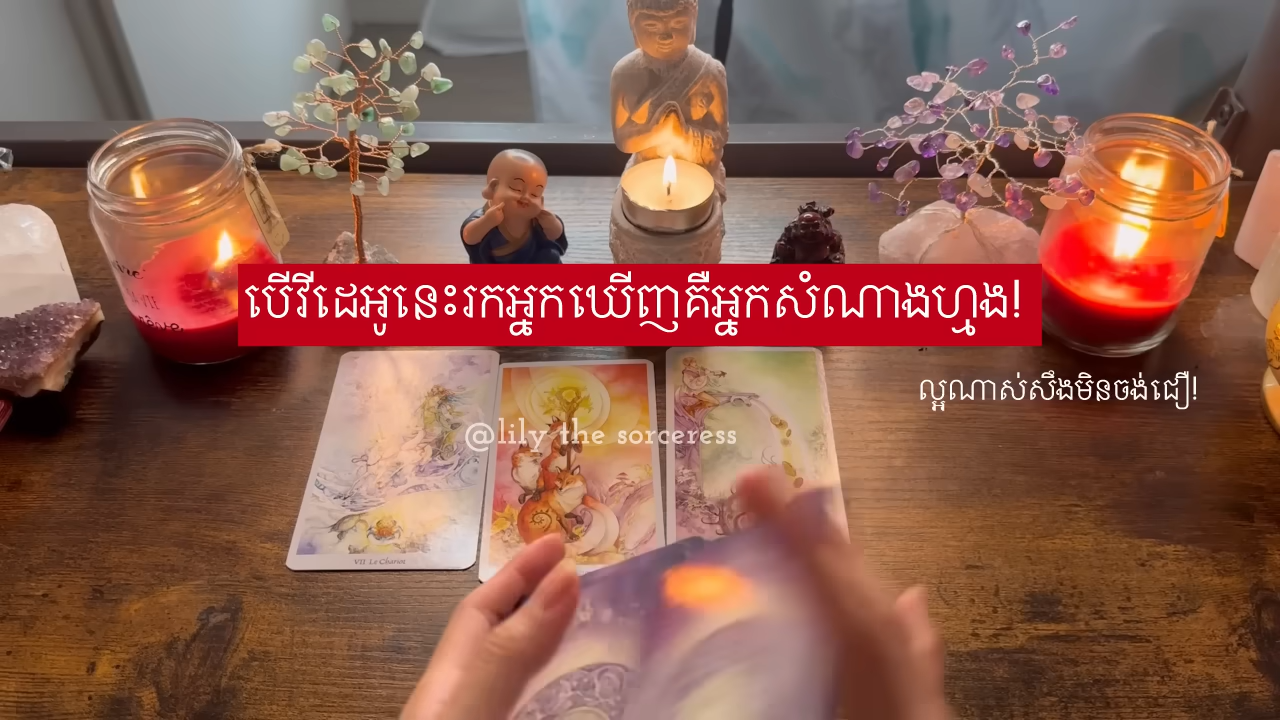 បើវីដេអូនេះរកអ្នកឃើញគឺអ្នកសំណាងហ្មង!
ល្អណាស់សឹងមិនចង់ជឿ!
@lily the sorceress
VII Le Chariot